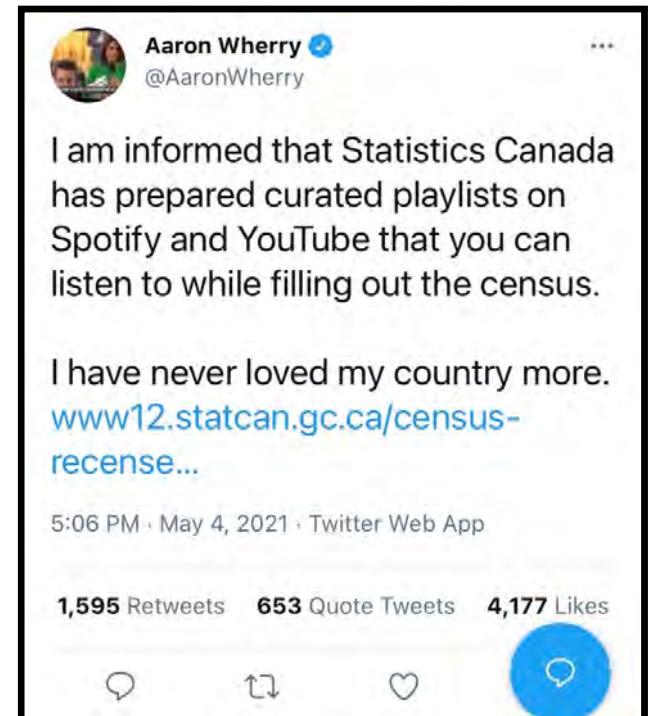 Aaron Wherry
@AaronWherry
I am informed that Statistics Canada
has prepared curated playlists on
Spotify and YouTube that you can
listen to while filling out the census.
I have never loved my country more.
www12.statcan.gc.ca/census-
recense...
5:06 PM · May 4, 2021 · Twitter Web App
1,595 Retweets 653 Quote Tweets 4,177 Likes